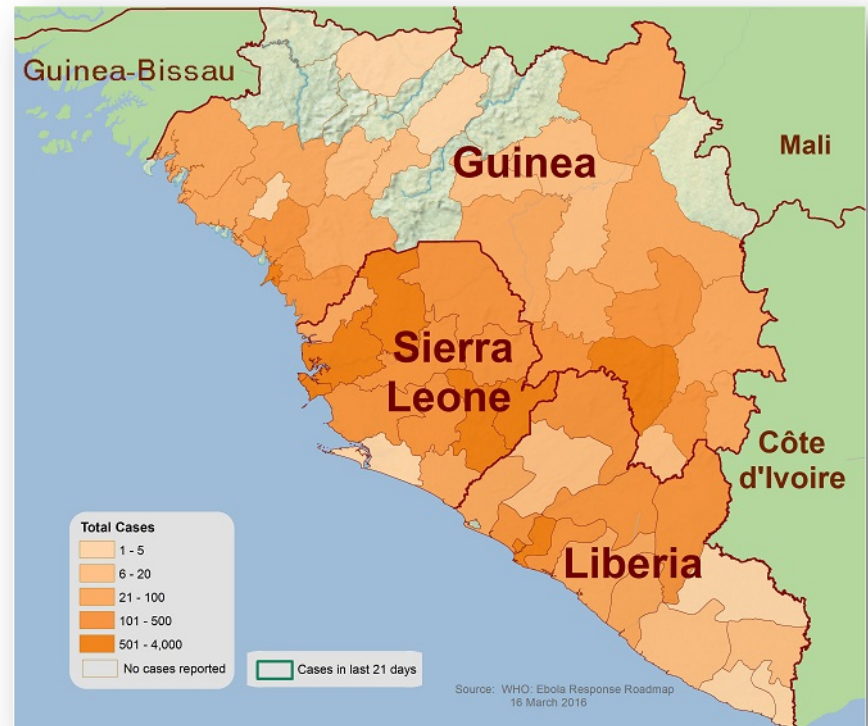 Guinea-Bissau
Mali
Guinea
Sierra
Leone
Côte
d'Ivoire
Liberia
Total Cases
1 - 5
6 - 20
21 - 100
101 - 500
501 - 4,000
No cases reported
Cases in last 21 days
Source: WHO: Ebola Response Roadmap
16 March 2016